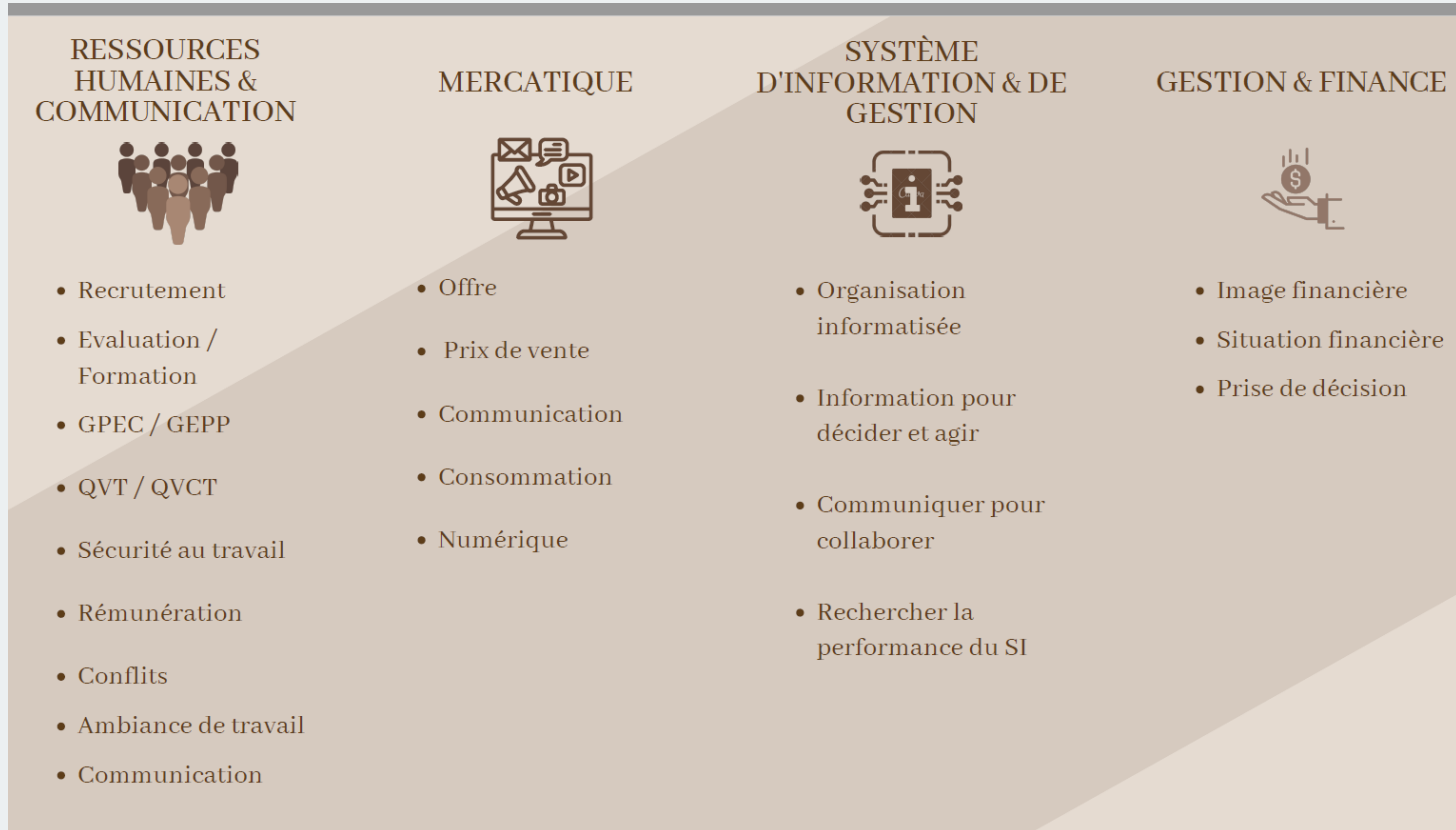 RESSOURCES
HUMAINES &
COMMUNICATION
Recrutement
Evaluation /
Formation
GPEC / GEPP
QVT / QVCT
Sécurité au travail
Rémunération
Conflits
Ambiance de travail
Communication
MERCATIQUE
Offre
Prix de vente
Communication
Consommation
Numérique
SYSTÈME
D'INFORMATION & DE
GESTION
Organisation
informatisée
Information pour
décider et agir
Communiquer pour
collaborer
Rechercher la
performance du SI
GESTION & FINANCE
$
Image financière
Situation financière
Prise de décision